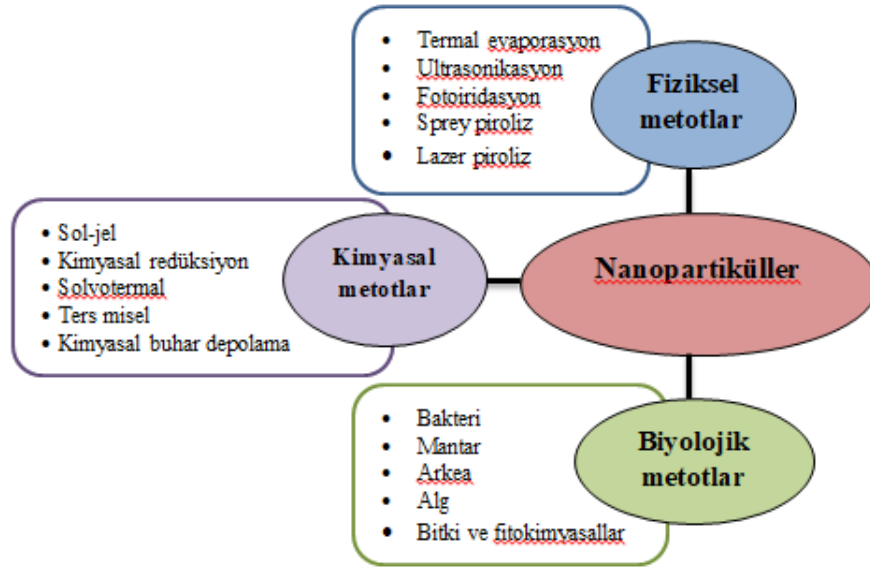 Termal evaporasyon
Ultrasonikasyon
Fotoiridasyon
Sprey piroliz
Lazer piroliz
Fiziksel
metotlar
Sol-jel
Kimyasal redüksiyon
Solvotermal
Ters misel
Kimyasal buhar depolama
Kimyasal
metotlar
Nanopartiküller
Bakteri
Mantar
Arkea
Alg
Bitki ve fitokimyasallar
Biyolojik
metotlar